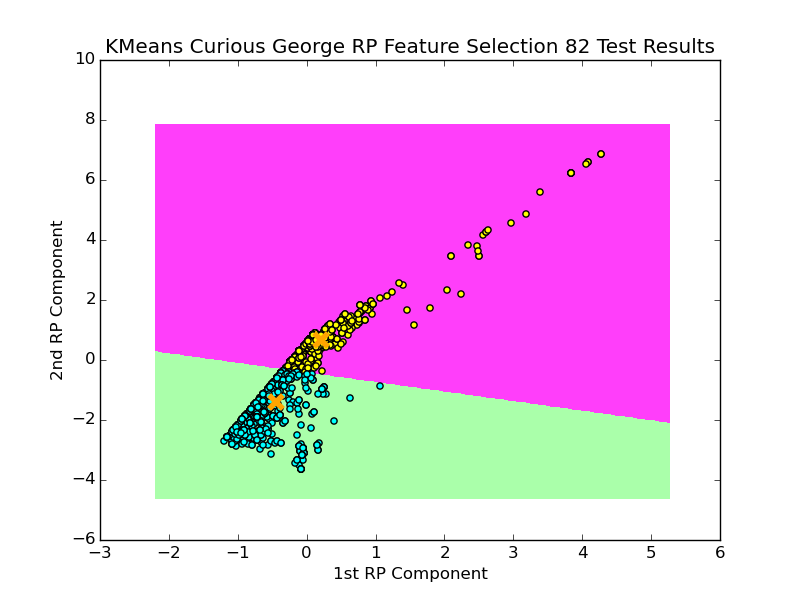 KMeans Curious George RP Feature Selection 82 Test Results
10
8
6
4
2
0
−2
−4
−6
2nd RP Component
−3 −2 −1 0 1 2 3 4 5 6
1st RP Component